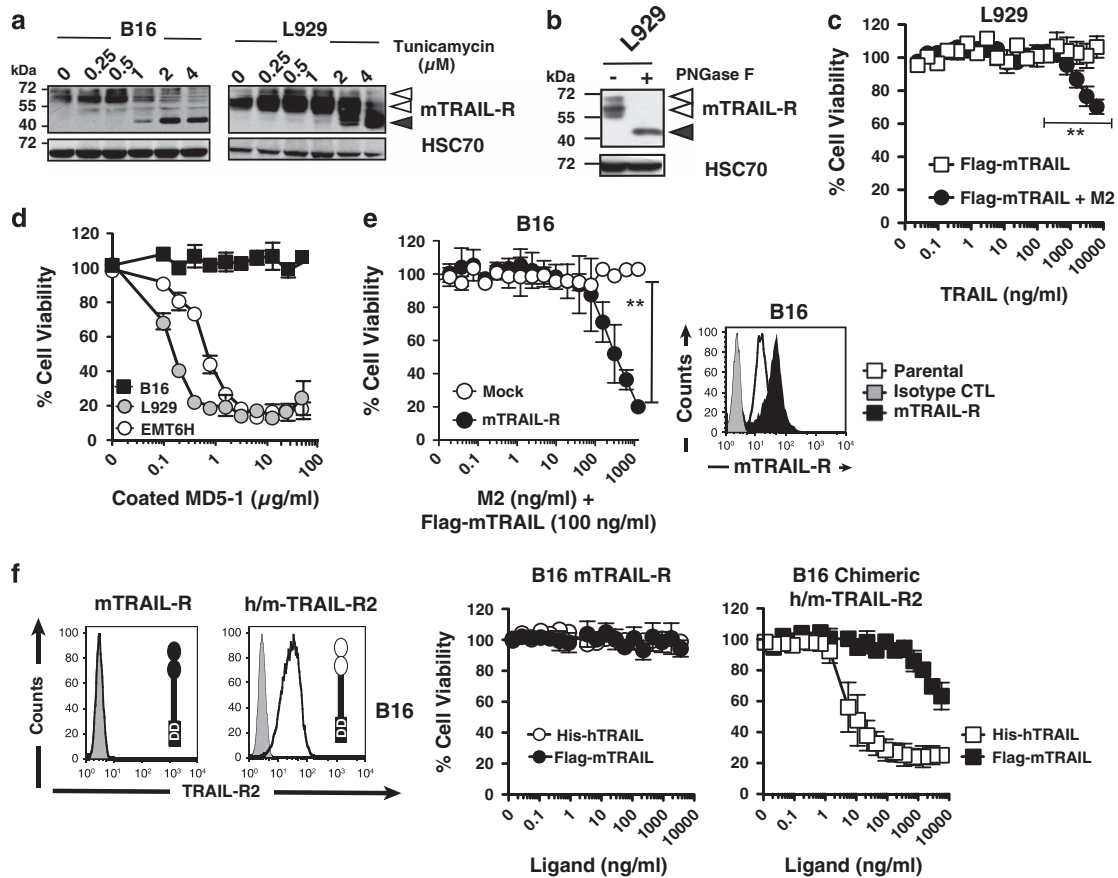 a
B16
L929
Tunicamycin
(µM)
0 0.25 0.5 1 2 4
0 0.25 0.5 1 2 4
kDa
72
55
40
72
mTRAIL-R
HSC70
b
L929
- +
PNGase F
kDa
72
55
40
72
mTRAIL-R
HSC70
c
L929
% Cell Viability
120
100
80
60
40
20
0
**
Flag-mTRAIL
Flag-mTRAIL + M2
0 0.1 1 10 100 1000 10000
TRAIL (ng/ml)
d
% Cell Viability
120
100
80
60
40
20
0
B16
L929
EMT6H
0 0.1 1 10 100
Coated MD5-1 (µg/ml)
e
B16
% Cell Viability
120
100
80
60
40
20
0
**
Mock
mTRAIL-R
0 0.1 1 10 100 1000
M2 (ng/ml) +
Flag-mTRAIL (100 ng/ml)
B16
Counts
100
80
60
40
20
0
10⁰ 10¹ 10² 10³ 10⁴
mTRAIL-R
Parental
Isotype CTL
mTRAIL-R
f
mTRAIL-R
h/m-TRAIL-R2
Counts
100
80
60
40
20
0
DD
10⁰ 10¹ 10² 10³ 10⁴
100
80
60
40
20
0
DD
10⁰ 10¹ 10² 10³ 10⁴
B16
TRAIL-R2
B16 mTRAIL-R
% Cell Viability
120
100
80
60
40
20
0
His-hTRAIL
Flag-mTRAIL
0 0.1 1 10 100 1000 10000
Ligand (ng/ml)
B16 Chimeric
h/m-TRAIL-R2
120
100
80
60
40
20
0
His-hTRAIL
Flag-mTRAIL
0 0.1 1 10 100 1000 10000
Ligand (ng/ml)